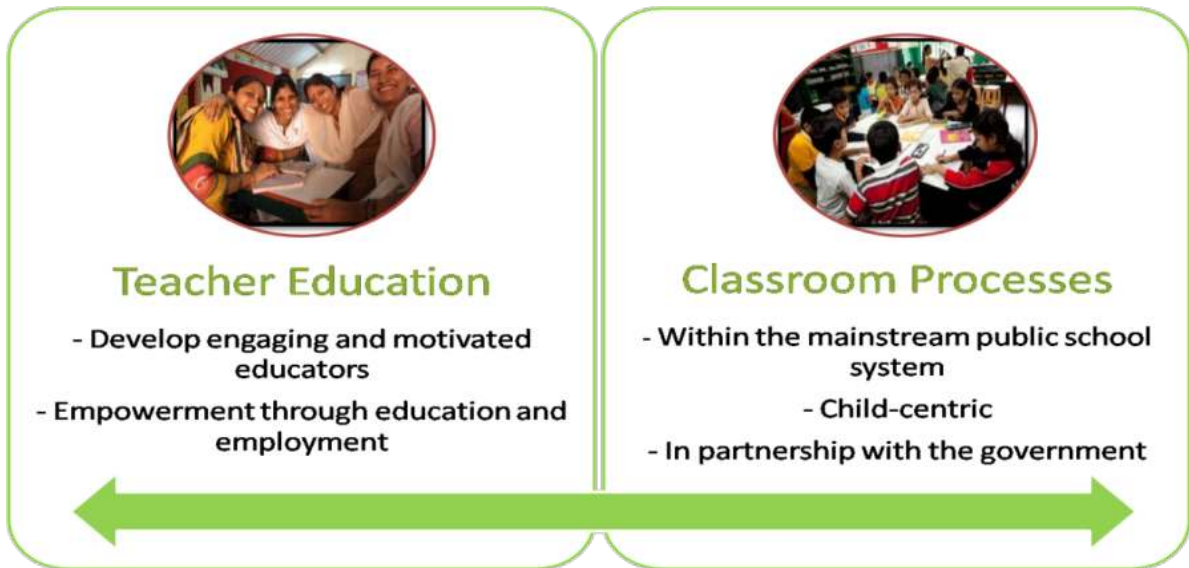 Teacher Education
- Develop engaging and motivated
educators
- Empowerment through education and
employment
Classroom Processes
- Within the mainstream public school
system
- Child-centric
- In partnership with the government